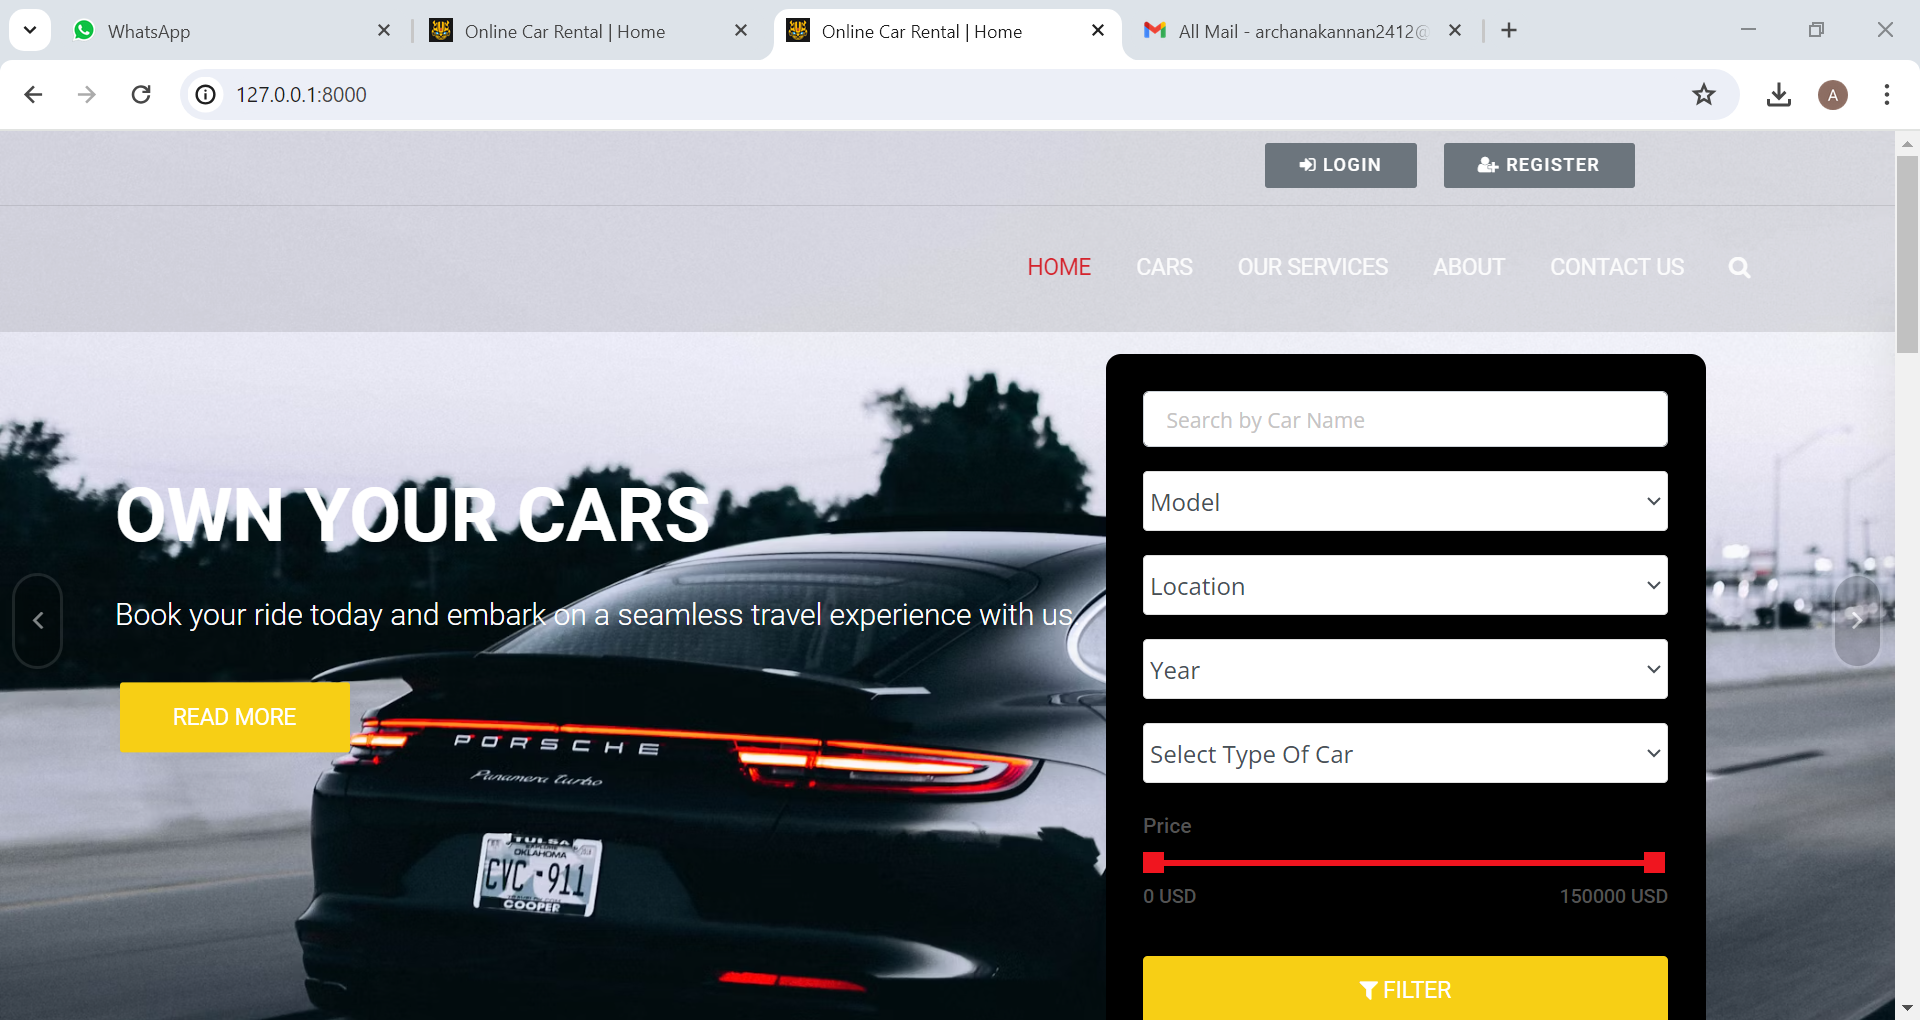 WhatsApp
Online Car Rental | Home
Online Car Rental | Home
All Mail - archanakannan2412@
127.0.0.1:8000
A
LOGIN
REGISTER
HOME
CARS
OUR SERVICES
ABOUT
CONTACT US
OWN YOUR CARS
Book your ride today and embark on a seamless travel experience with us
READ MORE
PORSCHE
Panamera turbo
TULSA
OKLAHOMA
CVC-911
COOPER
Search by Car Name
Model
Location
Year
Select Type Of Car
Price
0 USD
150000 USD
FILTER